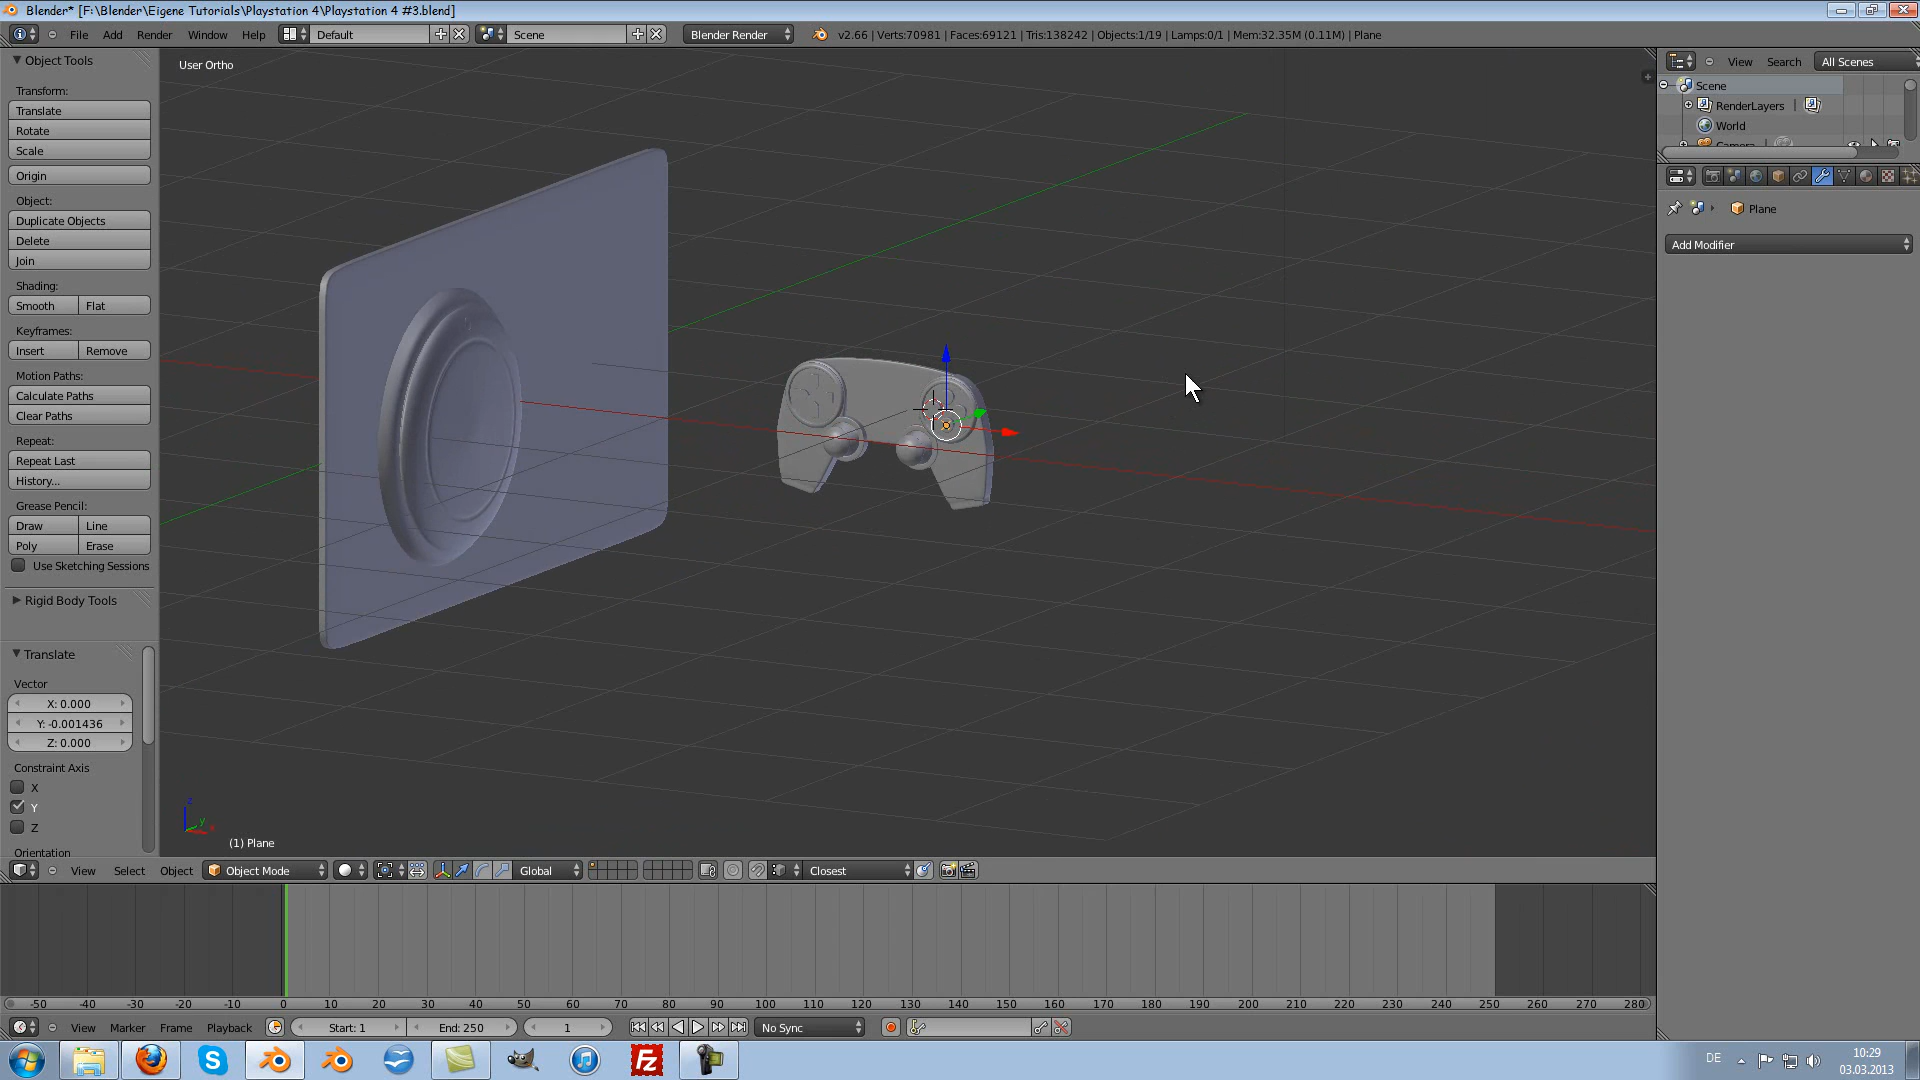 Blender* [F:\Blender\Eigene Tutorials\Playstation 4\Playstation 4 #3.blend]
File Add Render Window Help Default Scene Blender Render v2.66 | Verts:70981 | Faces:69121 | Tris:138242 | Objects:1/19 | Lamps:0/1 | Mem:32.35M (0.11M) | Plane
Object Tools
User Ortho
View Search All Scenes
Scene
RenderLayers |
World
Transform:
Translate
Rotate
Scale
Origin
Object:
Duplicate Objects
Delete
Join
Shading:
Smooth Flat
Keyframes:
Insert Remove
Motion Paths:
Calculate Paths
Clear Paths
Repeat:
Repeat Last
History...
Grease Pencil:
Draw Line
Poly Erase
Use Sketching Sessions
Rigid Body Tools
Translate
Vector
X: 0.000
Y: -0.001436
Z: 0.000
Constraint Axis
X
Y
Z
Orientation
Plane
Add Modifier
z
y
x
(1) Plane
View Select Object Object Mode Global Closest
-50 -40 -30 -20 -10 0 10 20 30 40 50 60 70 80 90 100 110 120 130 140 150 160 170 180 190 200 210 220 230 240 250 260 270 280
View Marker Frame Playback Start: 1 End: 250 1 No Sync
DE
10:29
03.03.2013